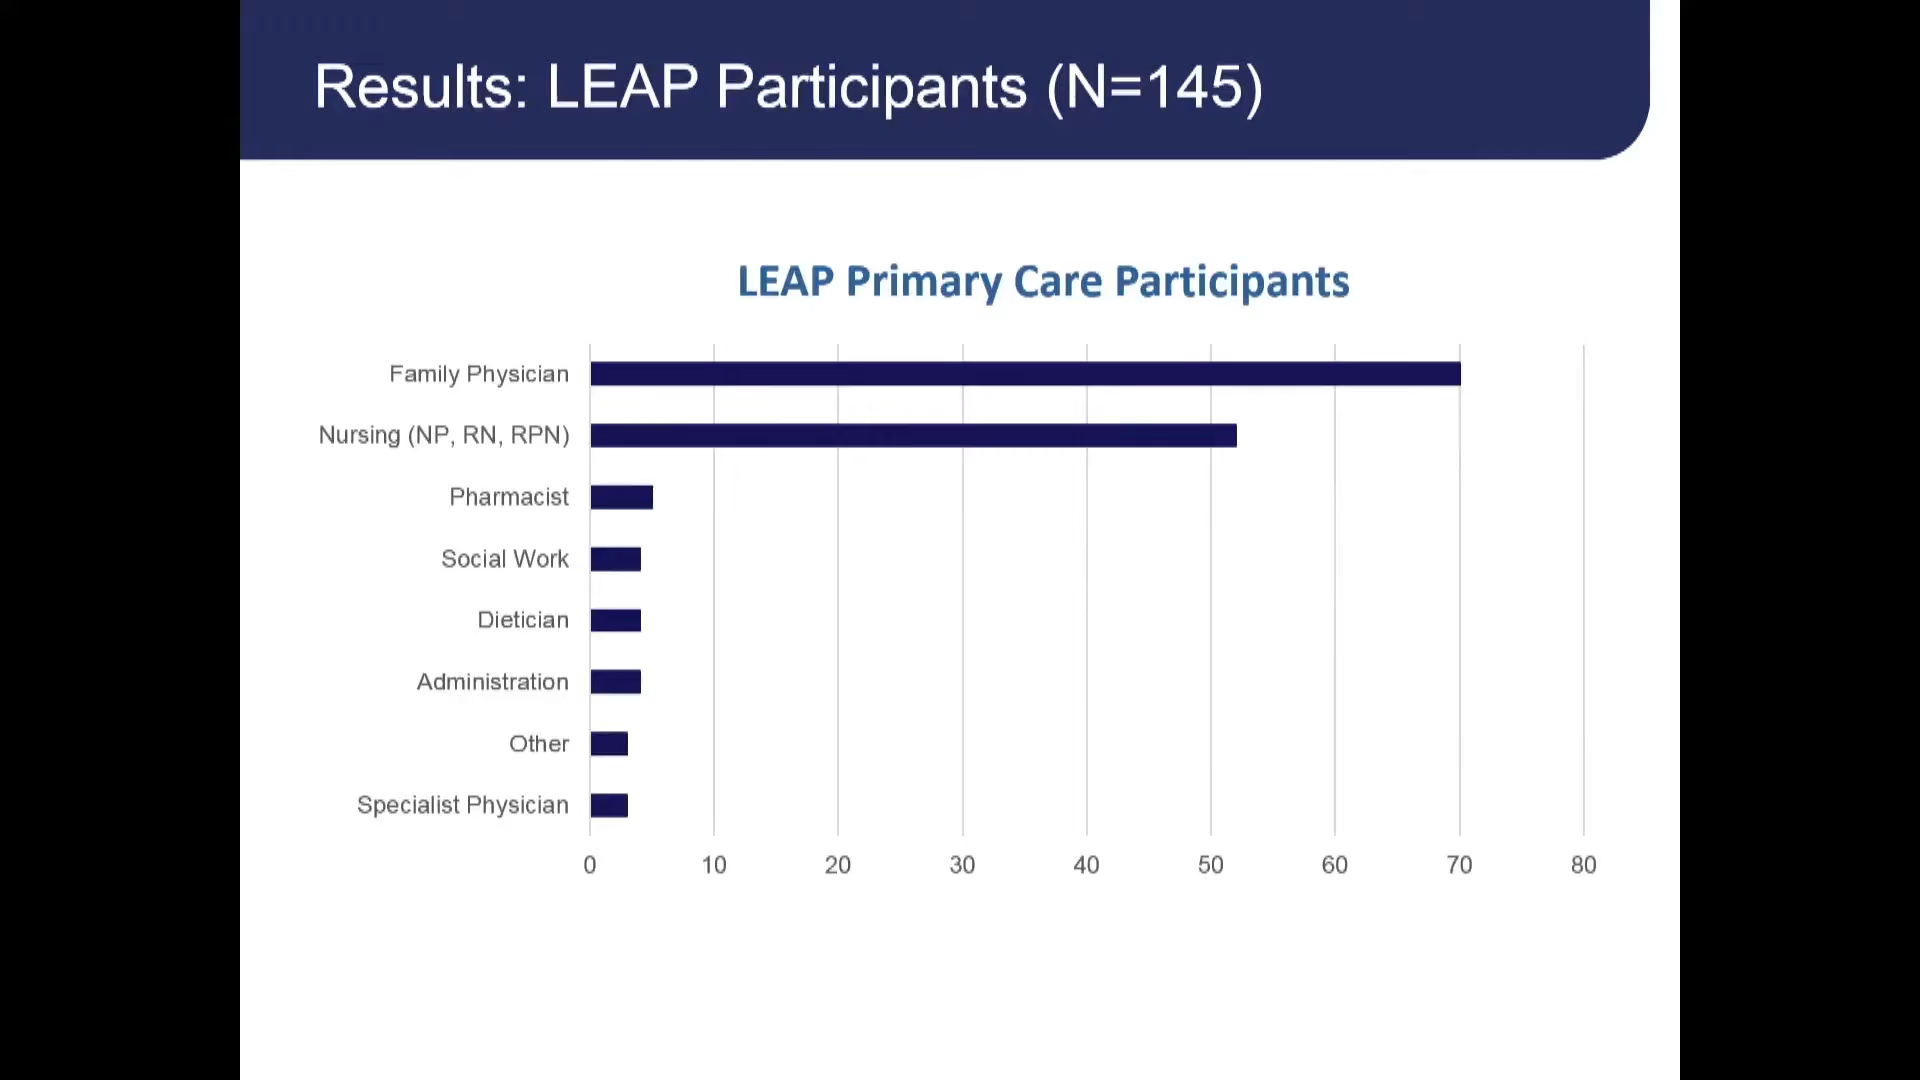 Results: LEAP Participants (N=145)
LEAP Primary Care Participants
Family Physician
Nursing (NP, RN, RPN)
Pharmacist
Social Work
Dietician
Administration
Other
Specialist Physician
0 10 20 30 40 50 60 70 80